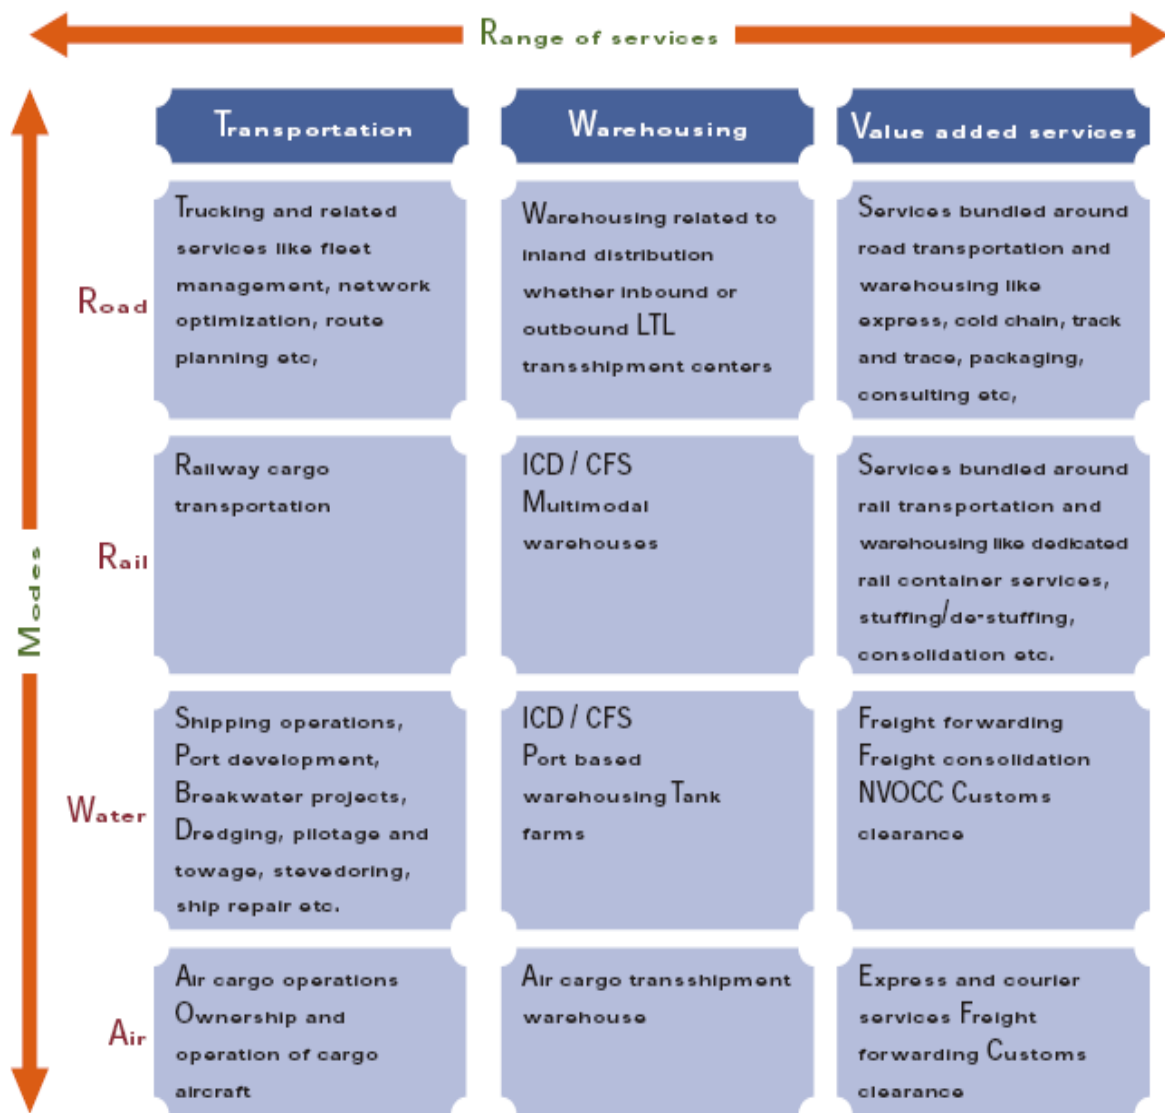 Range of services
Transportation
Warehousing
Value added services
Modes
Road
Trucking and related
services like fleet
management, network
optimization, route
planning etc,
Warehousing related to
inland distribution
whether inbound or
outbound LTL
transshipment centers
Services bundled around
road transportation and
warehousing like
express, cold chain, track
and trace, packaging,
consulting etc,
Rail
Railway cargo
transportation
ICD / CFS
Multimodal
warehouses
Services bundled around
rail transportation and
warehousing like dedicated
rail container services,
stuffing/de-stuffing,
consolidation etc.
Water
Shipping operations,
Port development,
Breakwater projects,
Dredging, pilotage and
towage, stevedoring,
ship repair etc.
ICD / CFS
Port based
warehousing Tank
farms
Freight forwarding
Freight consolidation
NVOCC Customs
clearance
Air
Air cargo operations
Ownership and
operation of cargo
aircraft
Air cargo transshipment
warehouse
Express and courier
services Freight
forwarding Customs
clearance